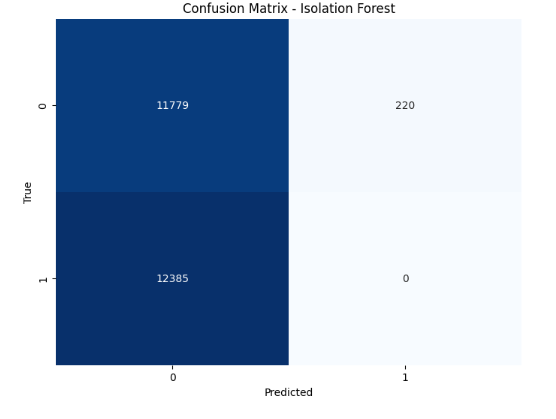 Confusion Matrix - Isolation Forest
0
11779
220
True
1
12385
0
0
1
Predicted